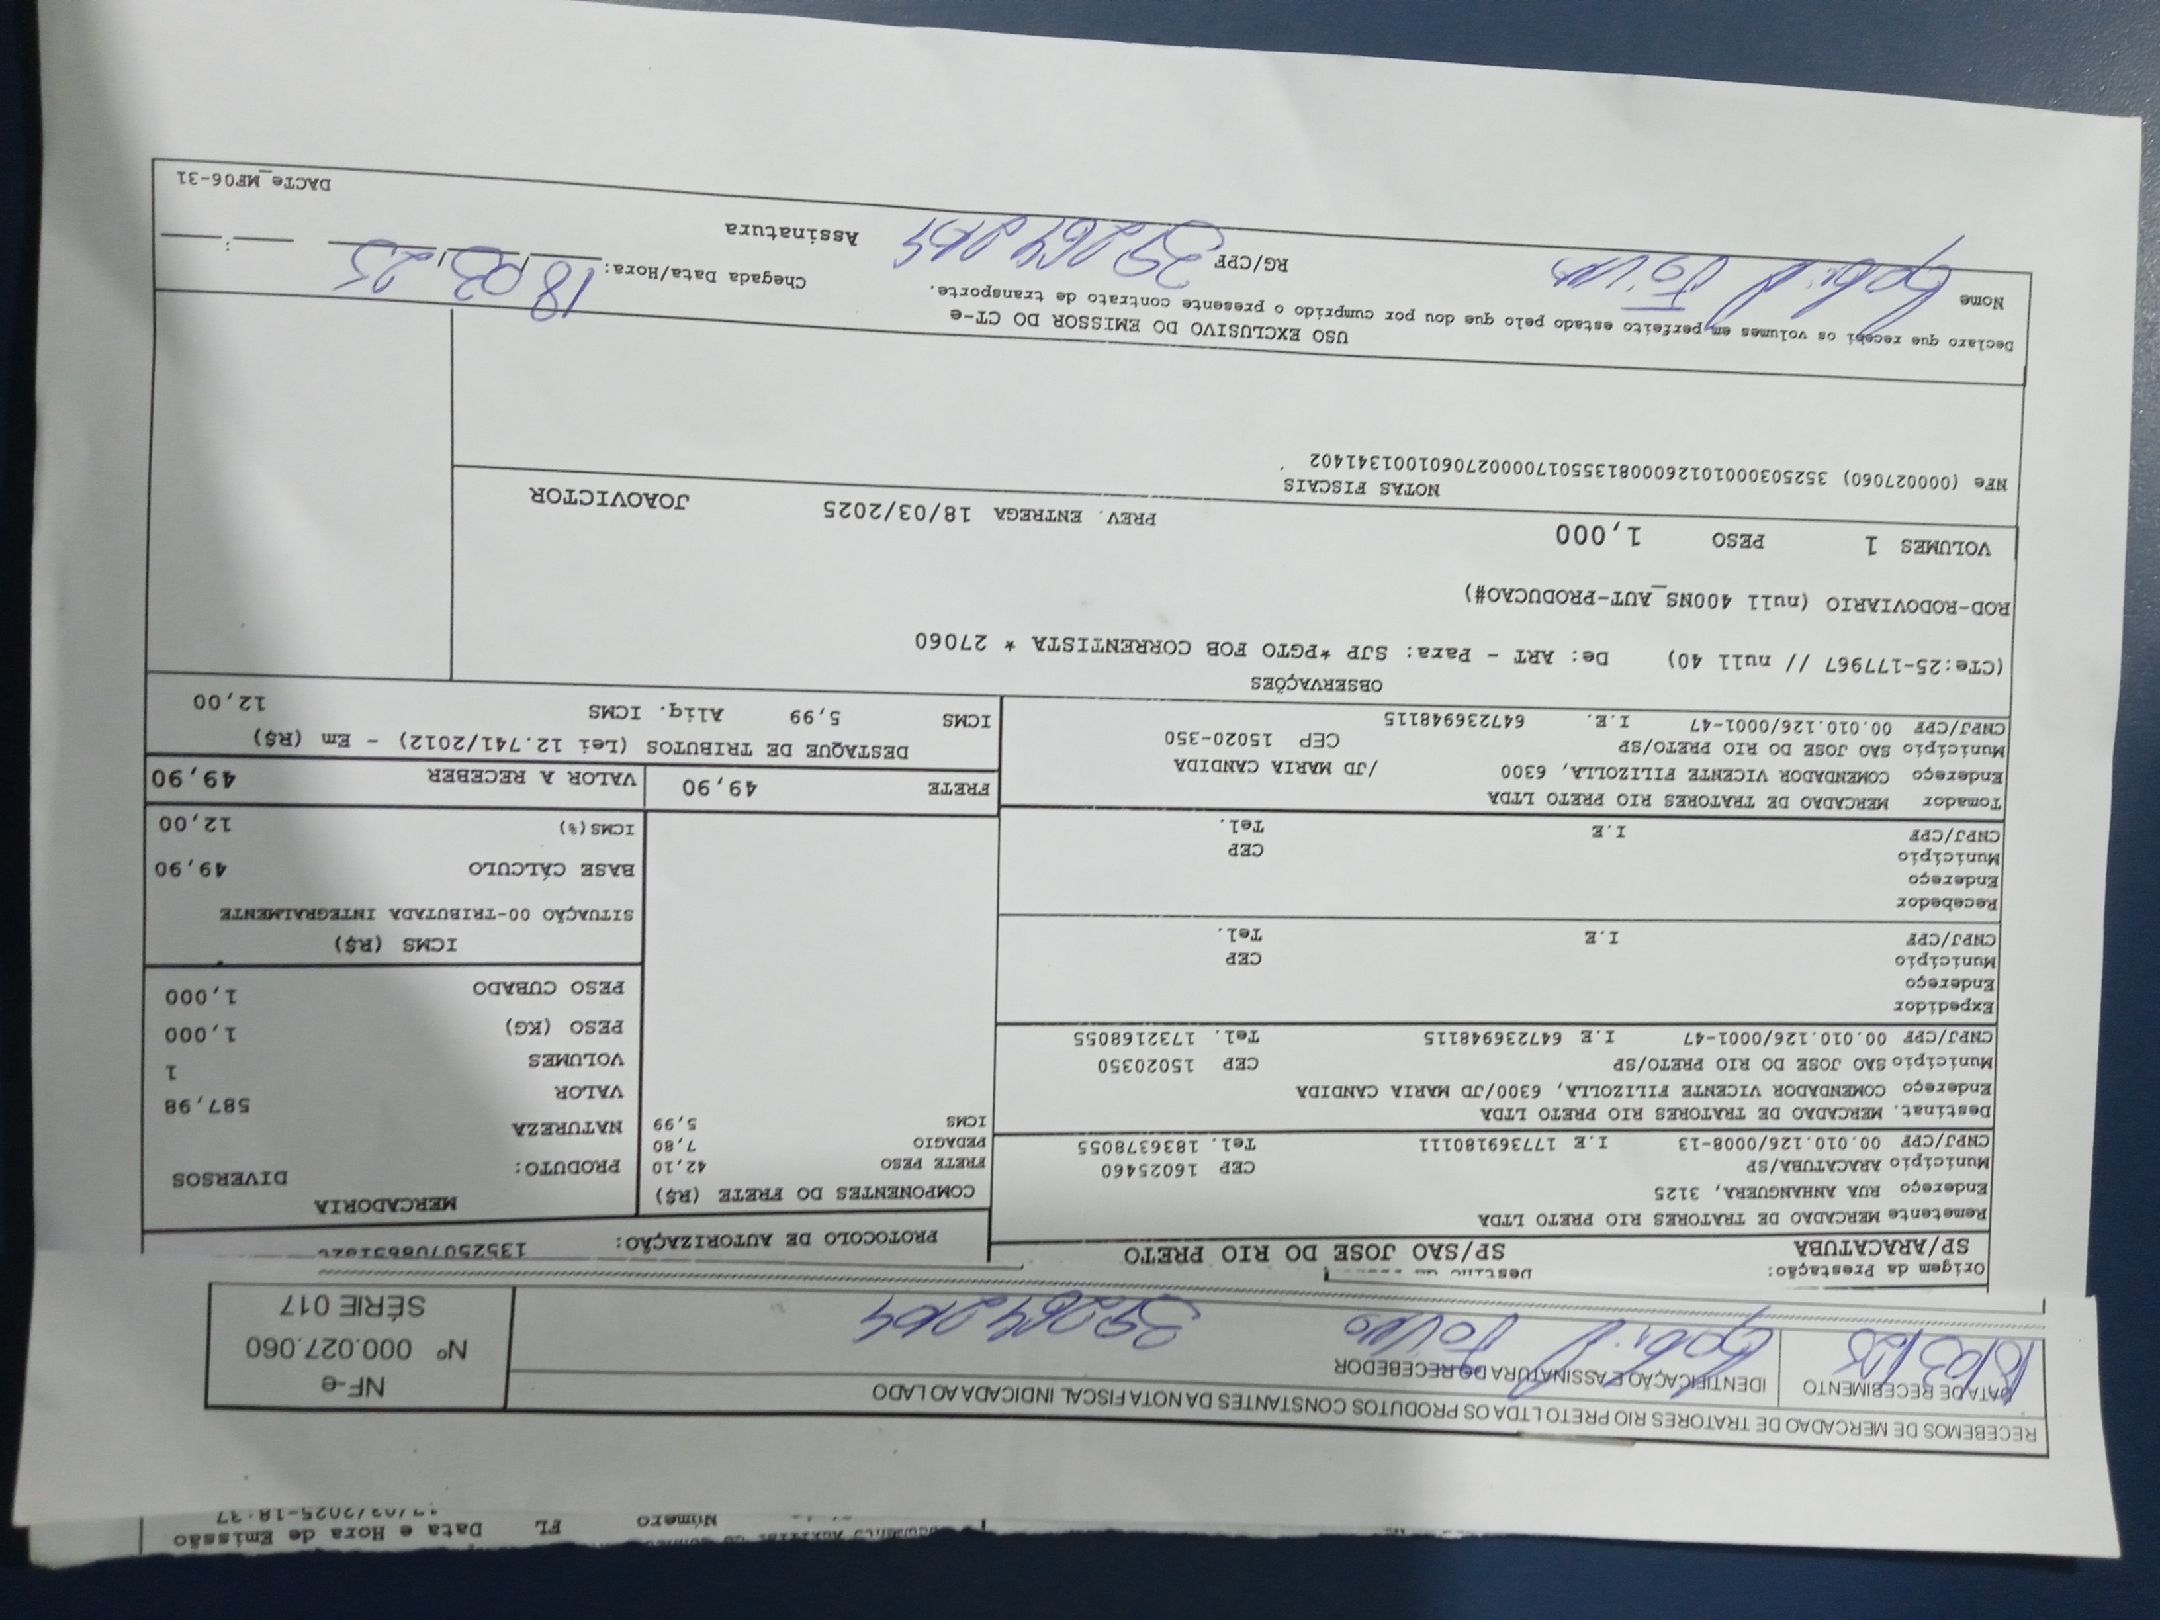 Data e Hora de Emissão
Número FL
RECEBEMOS DE MERCADAO DE TRATORES RIO PRETO LTDA OS PRODUTOS CONSTANTES DA NOTA FISCAL INDICADA AO LADO
DATA DE RECEBIMENTO
IDENTIFICAÇÃO E ASSINATURA DO RECEBEDOR
18/03/25
NF-e
Nº 000.027.060
SÉRIE 017
Origem da Prestação:
SP/ARACATUBA SP/SAO JOSE DO RIO PRETO
PROTOCOLO DE AUTORIZAÇÃO:
Remetente MERCADAO DE TRATORES RIO PRETO LTDA
Endereço RUA ANHANGUERA, 3125
Município ARACATUBA/SP CEP 16025460
CNPJ/CPF 00.010.126/0008-13 I.E 177369180111 Tel. 1836378055
Destinat. MERCADAO DE TRATORES RIO PRETO LTDA
Endereço COMENDADOR VICENTE FILIZOLLA, 6300/JD MARIA CANDIDA
Município SAO JOSE DO RIO PRETO/SP CEP 15020350
CNPJ/CPF 00.010.126/0001-47 I.E 647236948115 Tel. 1732168055
Expedidor
Endereço
Município CEP
CNPJ/CPF I.E Tel.
Recebedor
Endereço
Município CEP
CNPJ/CPF I.E Tel.
Tomador MERCADAO DE TRATORES RIO PRETO LTDA
Endereço COMENDADOR VICENTE FILIZOLLA, 6300 /JD MARIA CANDIDA
Município SAO JOSE DO RIO PRETO/SP CEP 15020-350
CNPJ/CPF 00.010.126/0001-47 I.E. 647236948115
COMPONENTES DO FRETE (R$)
FRETE PESO 42,10
PEDAGIO 7,80
ICMS 5,99
MERCADORIA
PRODUTO: DIVERSOS
NATUREZA
VALOR 587,98
VOLUMES 1
PESO (KG) 1,000
PESO CUBADO 1,000
ICMS (R$)
SITUAÇÃO 00-TRIBUTADA INTEGRALMENTE
BASE CÁLCULO 49,90
ICMS(%) 12,00
FRETE 49,90 VALOR A RECEBER 49,90
DESTAQUE DE TRIBUTOS (Lei 12.741/2012) - Em (R$)
ICMS 5,99 Aliq. ICMS 12,00
OBSERVAÇÕES
(CTe:25-177967 // null 40) De: ART - Para: SJP *PGTO FOB CORRENTISTA * 27060
ROD-RODOVIARIO (null 400NS_AUT-PRODUCAO#)
VOLUMES 1 PESO 1,000 PREV. ENTREGA 18/03/2025 JOAOVICTOR
NOTAS FISCAIS
NFe (000027060) 35250300010126000813550170000270601001341402
USO EXCLUSIVO DO EMISSOR DO CT-e
Declaro que recebi os volumes em perfeito estado pelo que dou por cumprido o presente contrato de transporte.
Nome RG/CPF Assinatura
Chegada Data/Hora: 18 03 25
DACTe_MF06-31